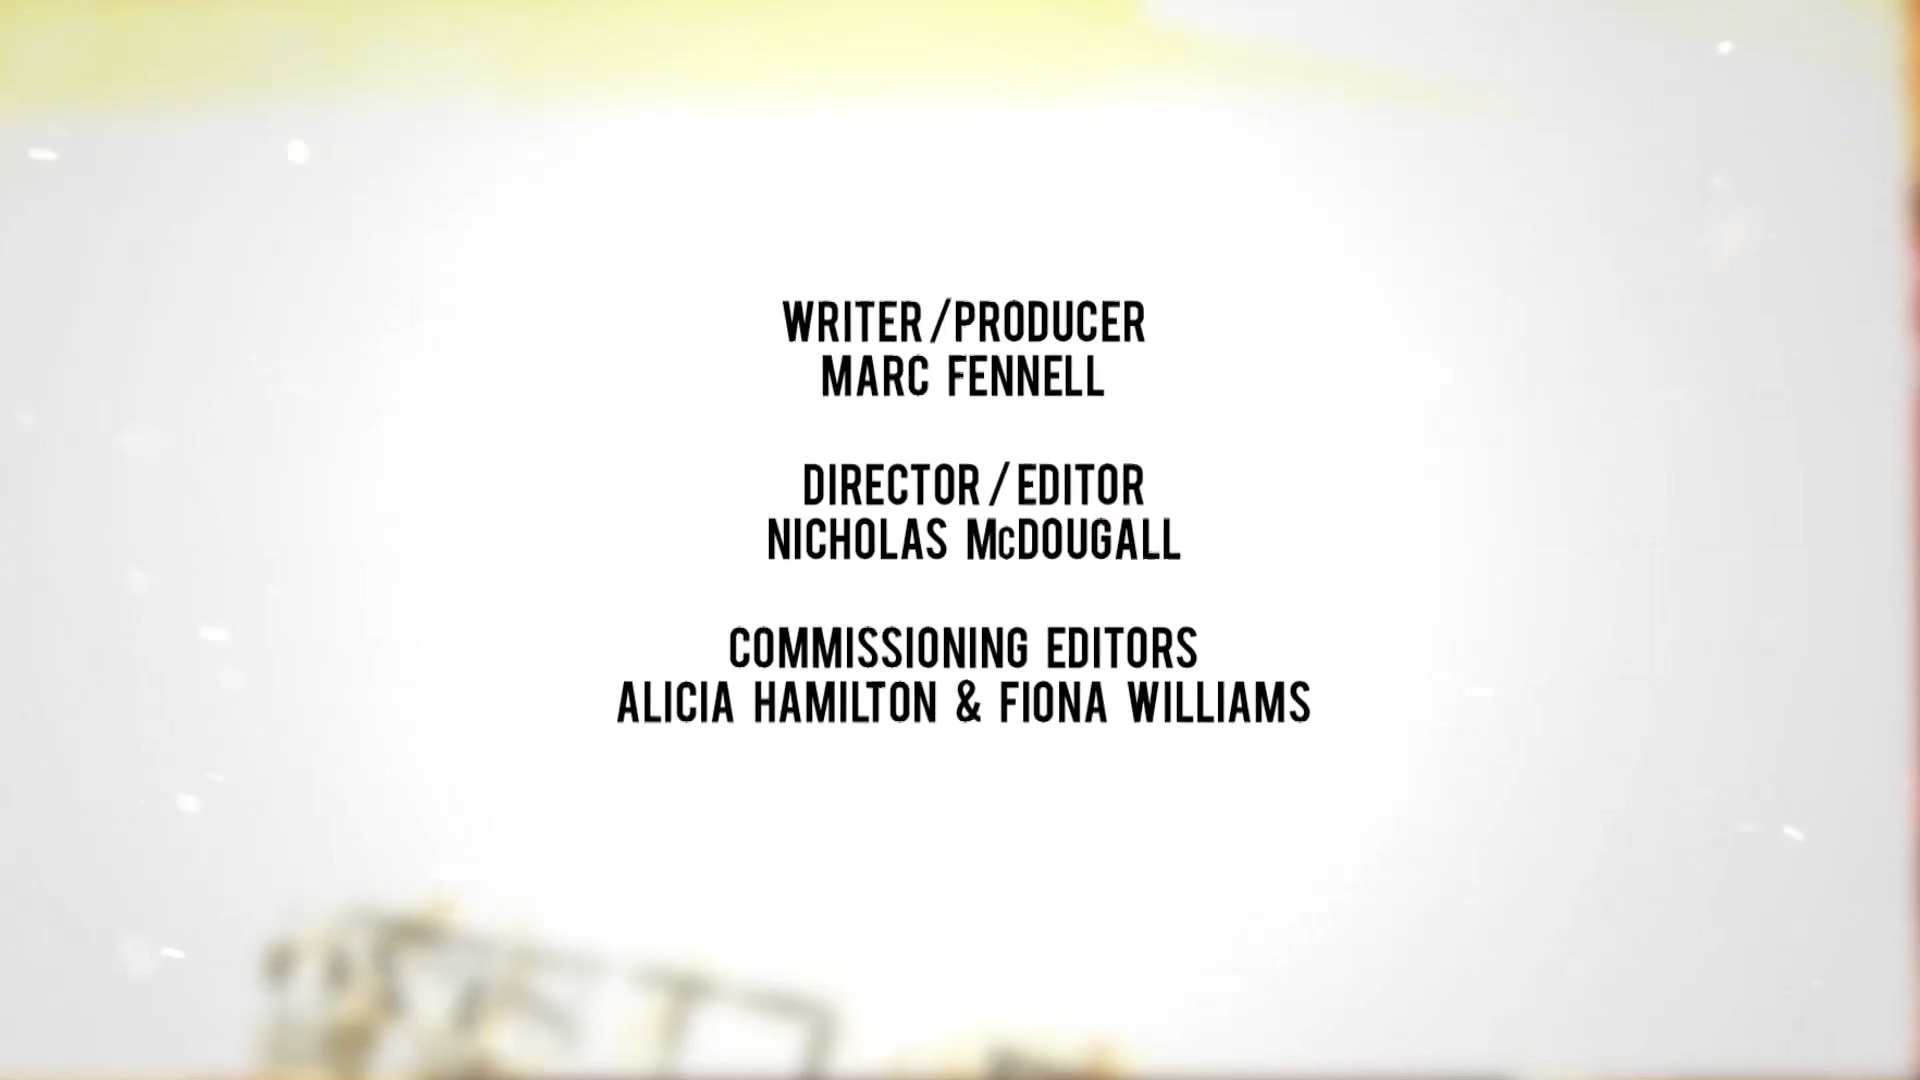 WRITER/PRODUCER
MARC FENNELL
DIRECTOR/EDITOR
NICHOLAS McDOUGALL
COMMISSIONING EDITORS
ALICIA HAMILTON & FIONA WILLIAMS